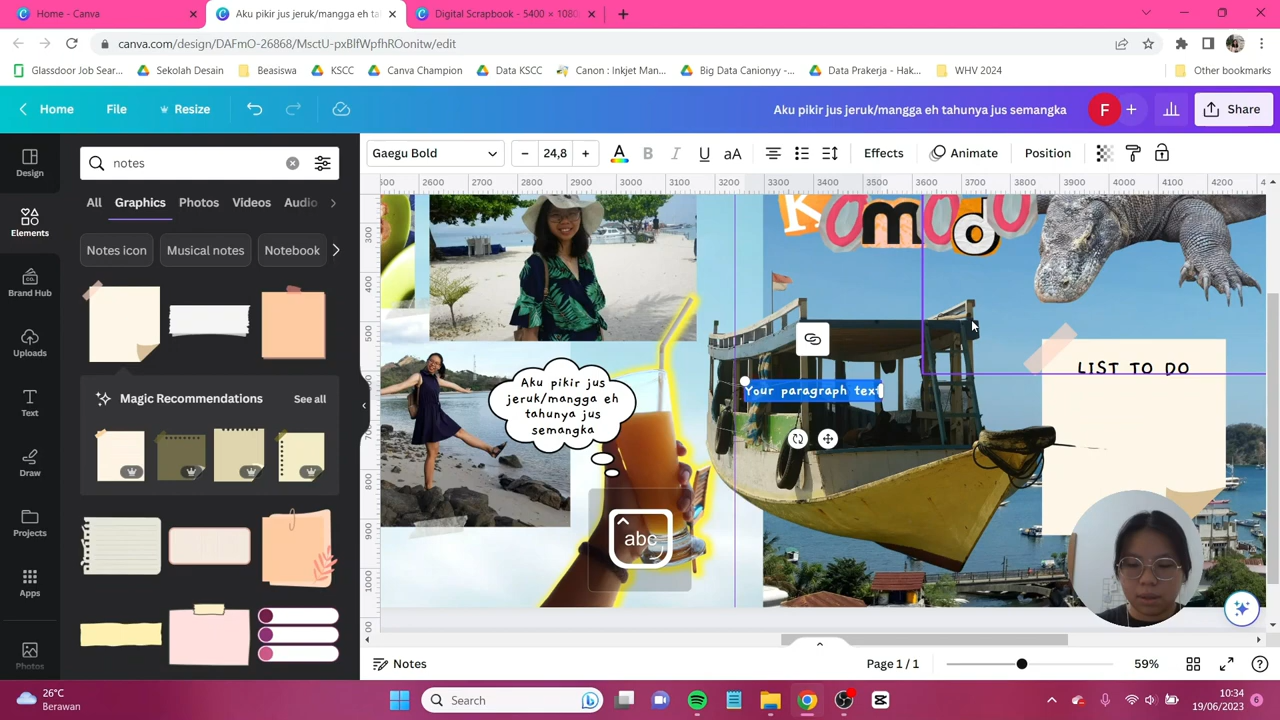 Home - Canva
Aku pikir jus jeruk/mangga eh ta
Digital Scrapbook - 5400 × 1080
canva.com/design/DAFmO-26868/MsctU-pxBlfWpfhROonitw/edit
Glassdoor Job Sear...
Sekolah Desain
Beasiswa
KSCC
Canva Champion
Data KSCC
Canon : Inkjet Man...
Big Data Canionyy -...
Data Prakerja - Hak...
WHV 2024
Other bookmarks
Home
File
Resize
Aku pikir jus jeruk/mangga eh tahunya jus semangka
F
Share
Gaegu Bold
24,8
A
B
I
U
aA
Effects
Animate
Position
Design
Elements
Brand Hub
Uploads
Text
Draw
Projects
Apps
Photos
notes
All
Graphics
Photos
Videos
Audio
Notes icon
Musical notes
Notebook
Magic Recommendations
See all
2600 2700 2800 2900 3000 3100 3200 3300 3400 3500 3600 3700 3800 3900 4000 4100 4200
300
400
500
700
800
900
1000
Komodo
Aku pikir jus
jeruk/mangga eh
tahunya jus
semangka
Your paragraph text
LIST TO DO
abc
Notes
Page 1 / 1
59%
26°C
Berawan
Search
10:34
19/06/2023
6